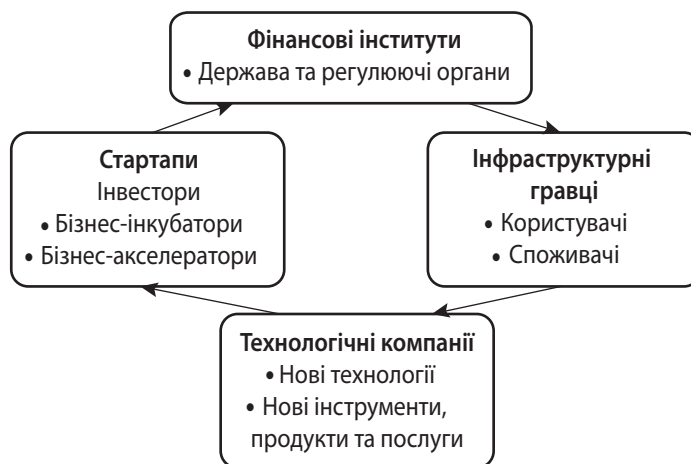 Фінансові інститути
• Держава та регулюючі органи
Стартапи
Інвестори
• Бізнес-інкубатори
• Бізнес-акселератори
Інфраструктурні
гравці
• Користувачі
• Споживачі
Технологічні компанії
• Нові технології
• Нові інструменти,
продукти та послуги